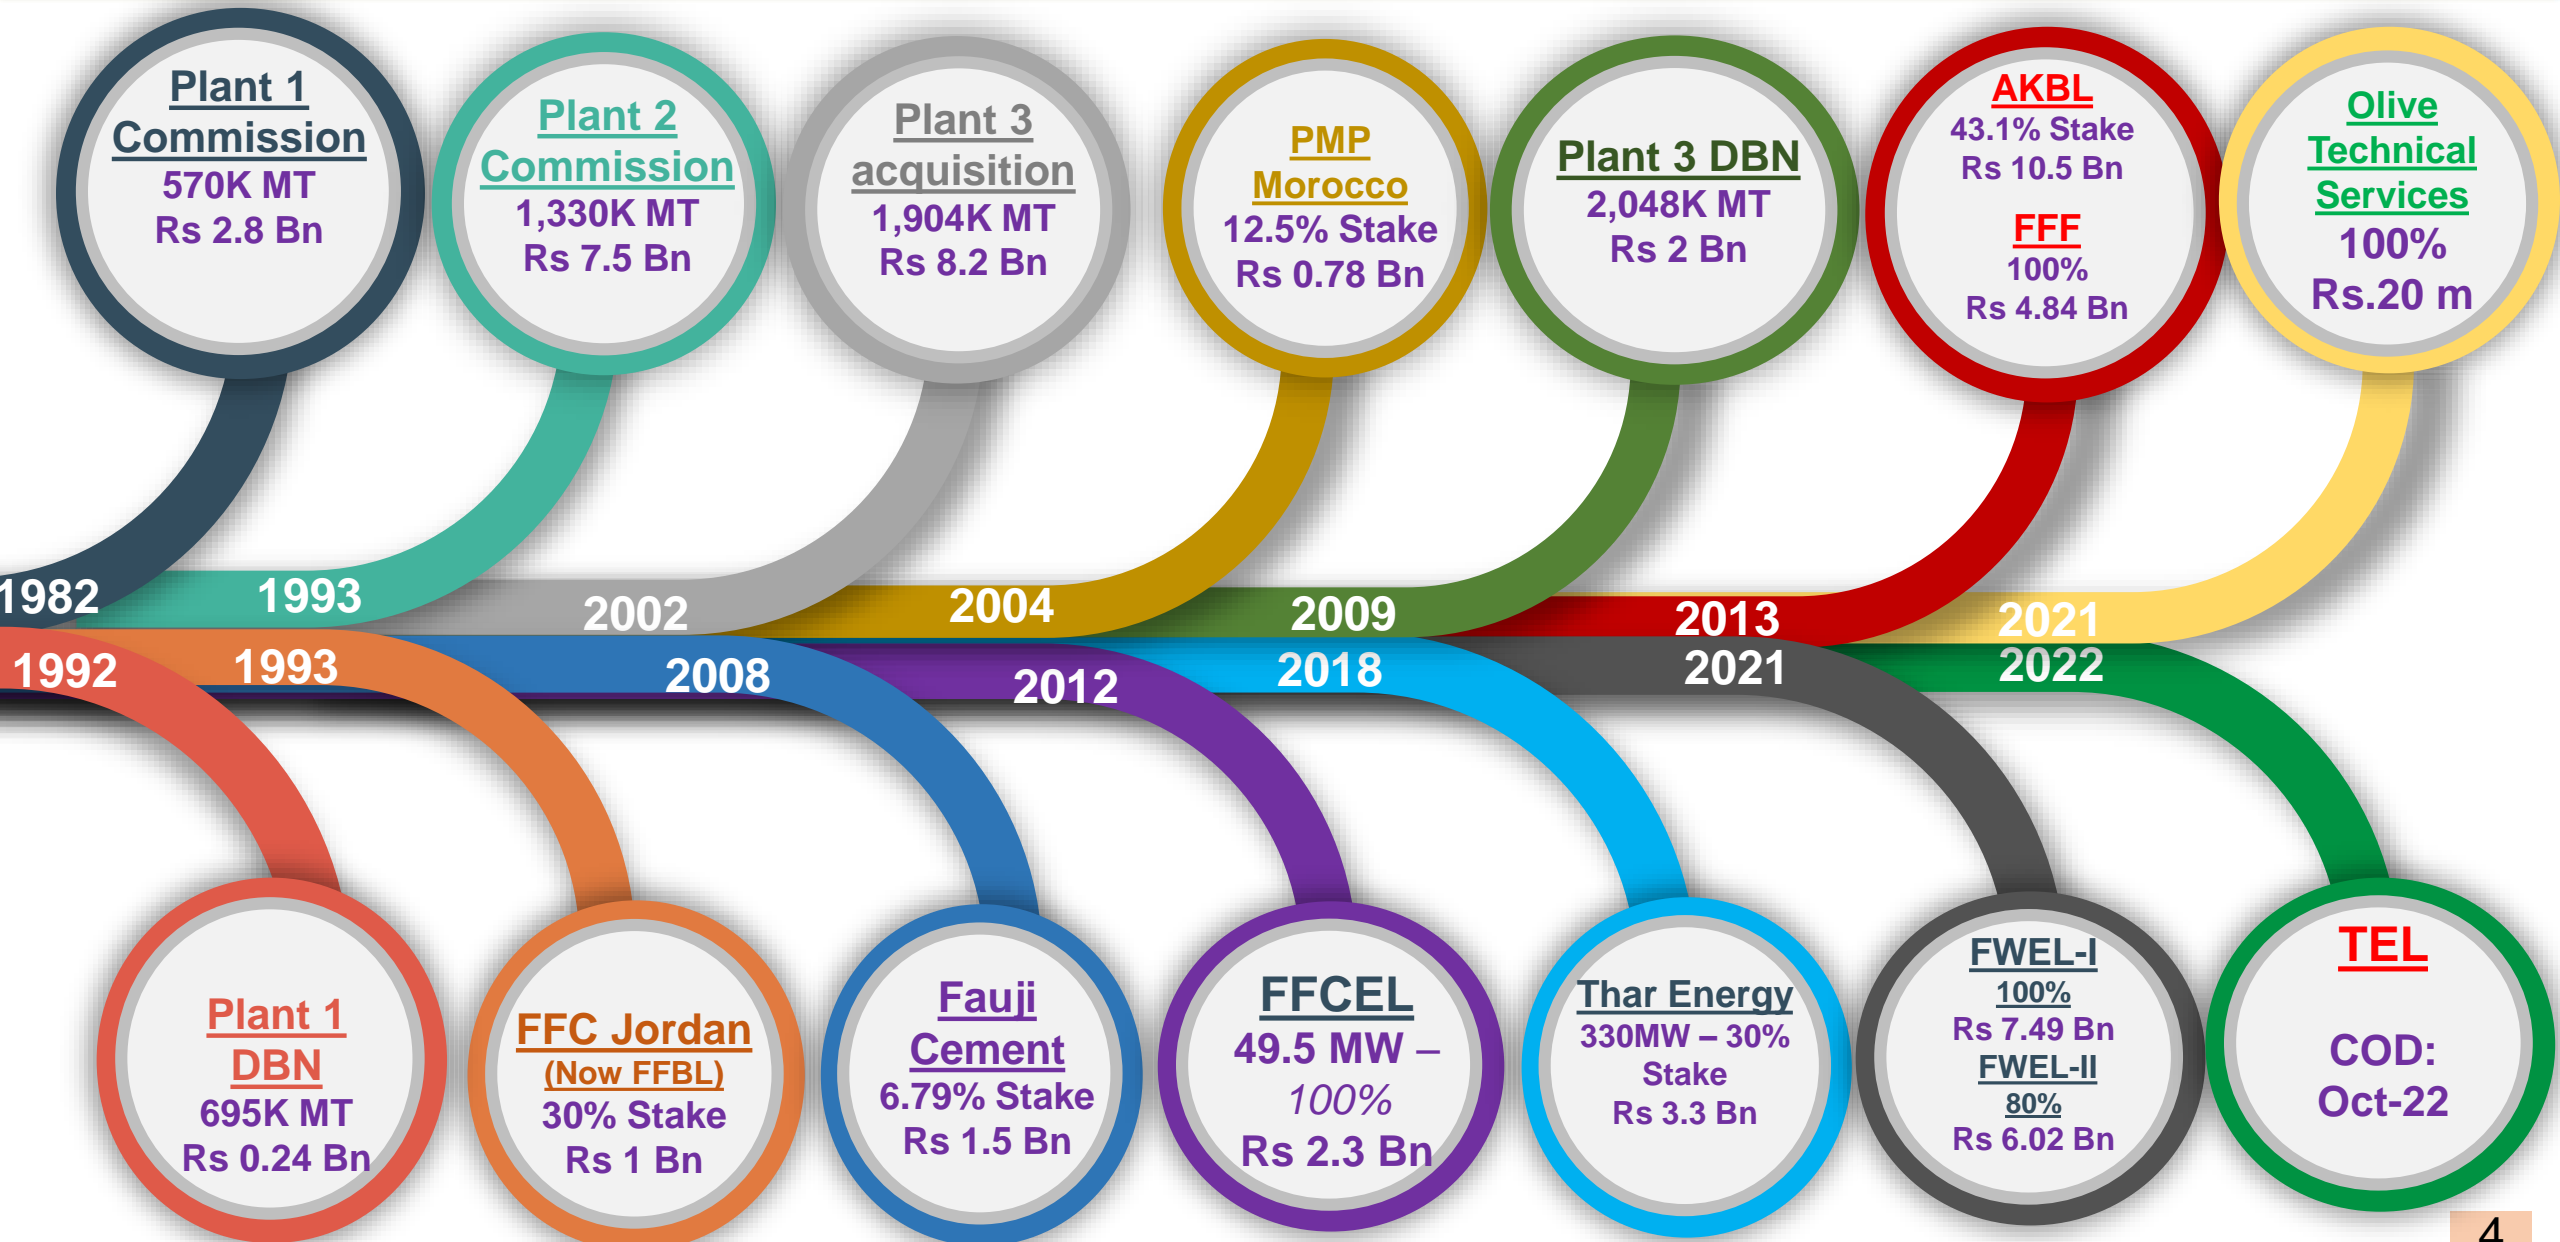 Plant 1
Commission
570K MT
Rs 2.8 Bn
Plant 2
Commission
1,330K MT
Rs 7.5 Bn
Plant 3
acquisition
1,904K MT
Rs 8.2 Bn
PMP
Morocco
12.5% Stake
Rs 0.78 Bn
Plant 3 DBN
2,048K MT
Rs 2 Bn
AKBL
43.1% Stake
Rs 10.5 Bn
FFF
100%
Rs 4.84 Bn
Olive
Technical
Services
100%
Rs.20 m
1982
1993
2002
2004
2009
2013
2021
1992
1993
2008
2012
2018
2021
2022
Plant 1
DBN
695K MT
Rs 0.24 Bn
FFC Jordan
(Now FFBL)
30% Stake
Rs 1 Bn
Fauji
Cement
6.79% Stake
Rs 1.5 Bn
FFCEL
49.5 MW –
100%
Rs 2.3 Bn
Thar Energy
330MW – 30%
Stake
Rs 3.3 Bn
FWEL-I
100%
Rs 7.49 Bn
FWEL-II
80%
Rs 6.02 Bn
TEL
COD:
Oct-22
4